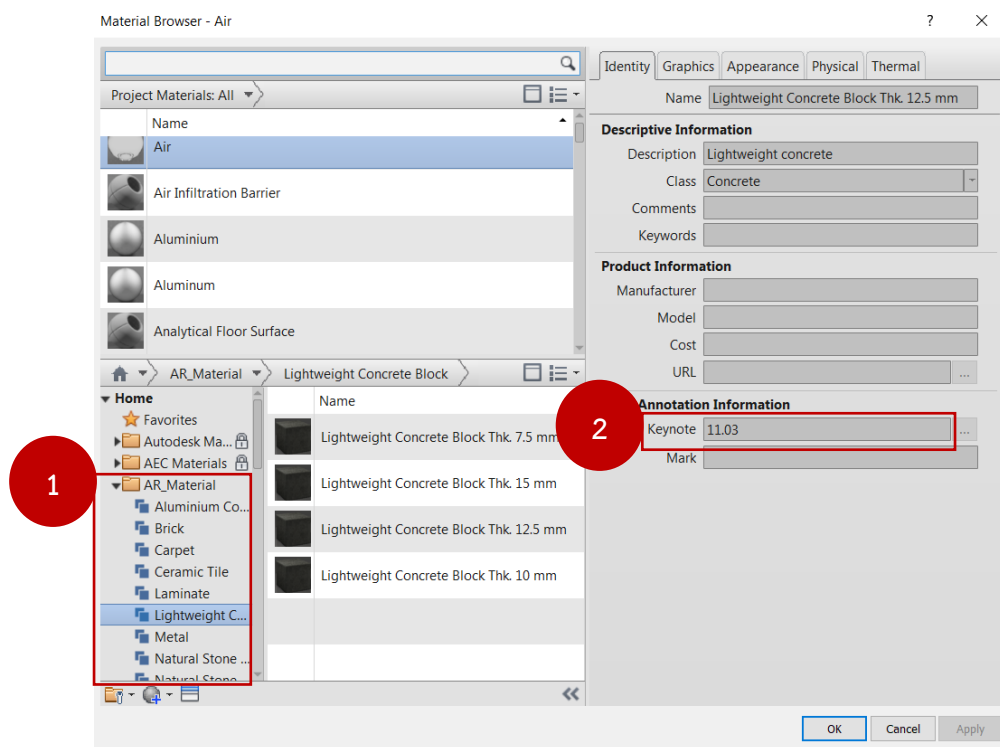 Material Browser - Air
?
Project Materials: All
Name
Air
Air Infiltration Barrier
Aluminium
Aluminum
Analytical Floor Surface
AR_Material
Lightweight Concrete Block
Home
Favorites
Autodesk Ma...
AEC Materials
AR_Material
Aluminium Co...
Brick
Carpet
Ceramic Tile
Laminate
Lightweight C...
Metal
Natural Stone ...
Natural Stone
1
Name
Lightweight Concrete Block Thk. 7.5 mm
Lightweight Concrete Block Thk. 15 mm
Lightweight Concrete Block Thk. 12.5 mm
Lightweight Concrete Block Thk. 10 mm
Identity Graphics Appearance Physical Thermal
Name Lightweight Concrete Block Thk. 12.5 mm
Descriptive Information
Description Lightweight concrete
Class Concrete
Comments
Keywords
Product Information
Manufacturer
Model
Cost
URL ...
Annotation Information
2
Keynote 11.03 ...
Mark
OK Cancel Apply